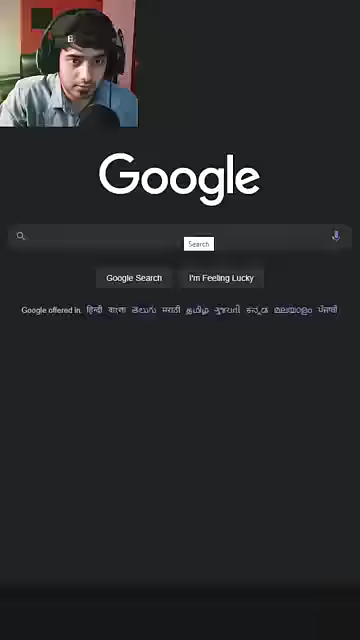 Google
Search
Google Search I'm Feeling Lucky
Google offered in: हिन्दी বাংলা తెలుగు मराठी தமிழ் ગુજરાતી ಕನ್ನಡ മലയാളം ਪੰਜਾਬੀ